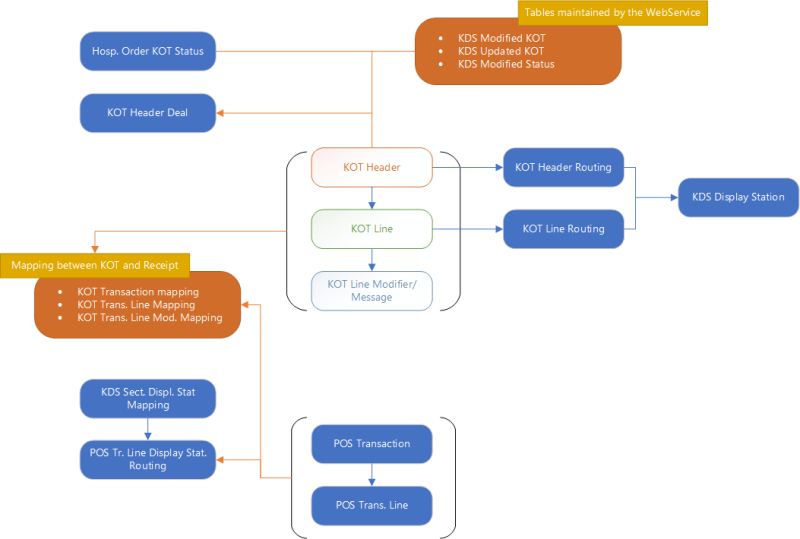 Tables maintained by the WebService
• KDS Modified KOT
• KDS Updated KOT
• KDS Modified Status
Hosp. Order KOT Status
KOT Header Deal
KOT Header
KOT Header Routing
KDS Display Station
KOT Line
KOT Line Routing
KOT Line Modifier/
Message
Mapping between KOT and Receipt
• KOT Transaction mapping
• KOT Trans. Line Mapping
• KOT Trans. Line Mod. Mapping
KDS Sect. Displ. Stat
Mapping
POS Tr. Line Display Stat.
Routing
POS Transaction
POS Trans. Line